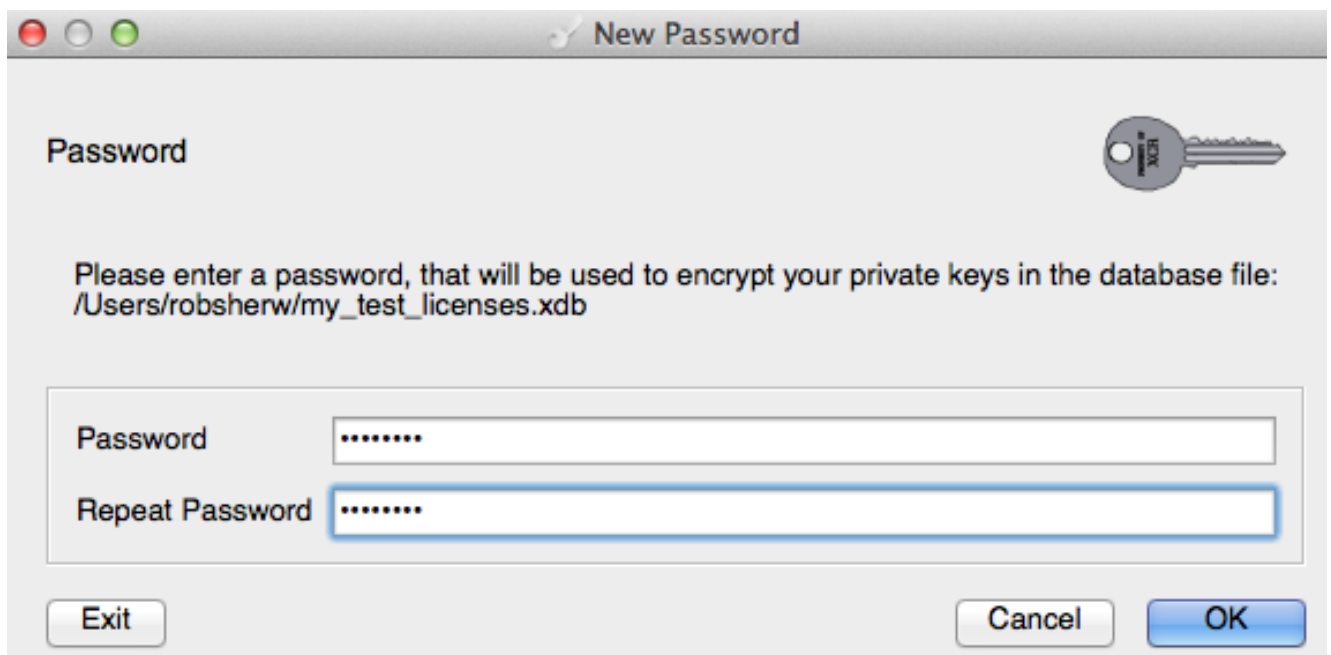 New Password
Password
Please enter a password, that will be used to encrypt your private keys in the database file:
/Users/robsherw/my_test_licenses.xdb
Password ••••••••
Repeat Password ••••••••
Exit Cancel OK